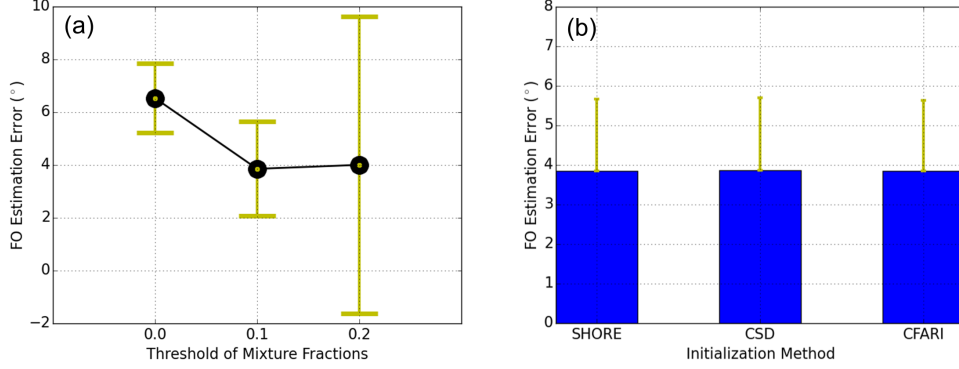 (a)
FO Estimation Error (°)
10
8
6
4
2
0
−2
0.0 0.1 0.2
Threshold of Mixture Fractions
(b)
FO Estimation Error (°)
8
7
6
5
4
3
2
1
0
SHORE CSD CFARI
Initialization Method